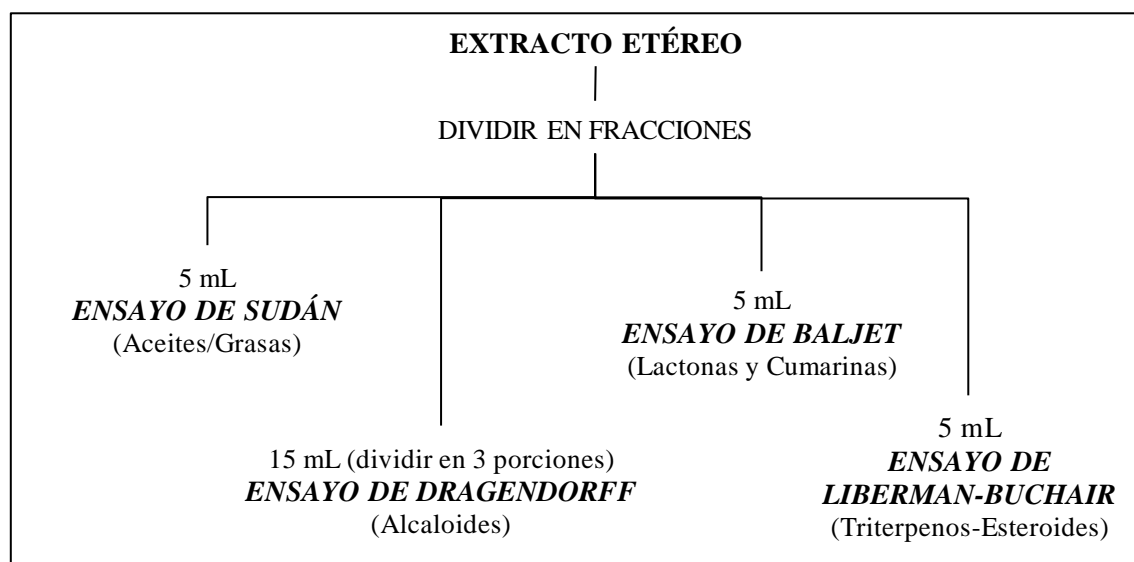 EXTRACTO ETÉREO
DIVIDIR EN FRACCIONES
5 mL
ENSAYO DE SUDÁN
(Aceites/Grasas)
15 mL (dividir en 3 porciones)
ENSAYO DE DRAGENDORFF
(Alcaloides)
5 mL
ENSAYO DE BALJET
(Lactonas y Cumarinas)
5 mL
ENSAYO DE
LIBERMAN-BUCHAIR
(Triterpenos-Esteroides)